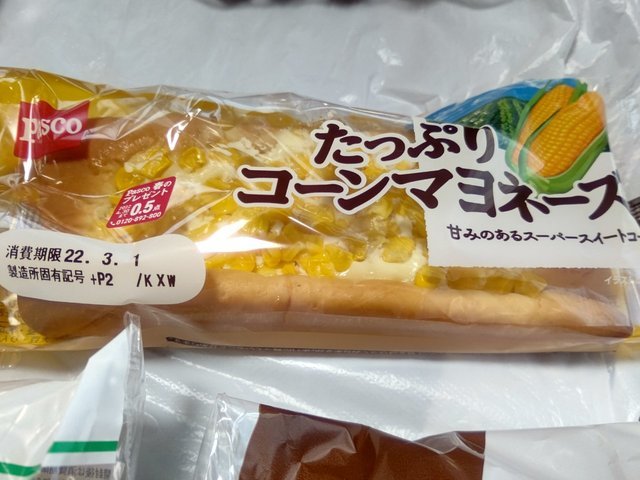 Pasco
たっぷり
コーンマヨネーズ
甘みのあるスーパースイートコー
Pasco 春の
プレゼント
0.5点
0120-892-800
消費期限 22. 3. 1
製造所固有記号 +P2 /KXW